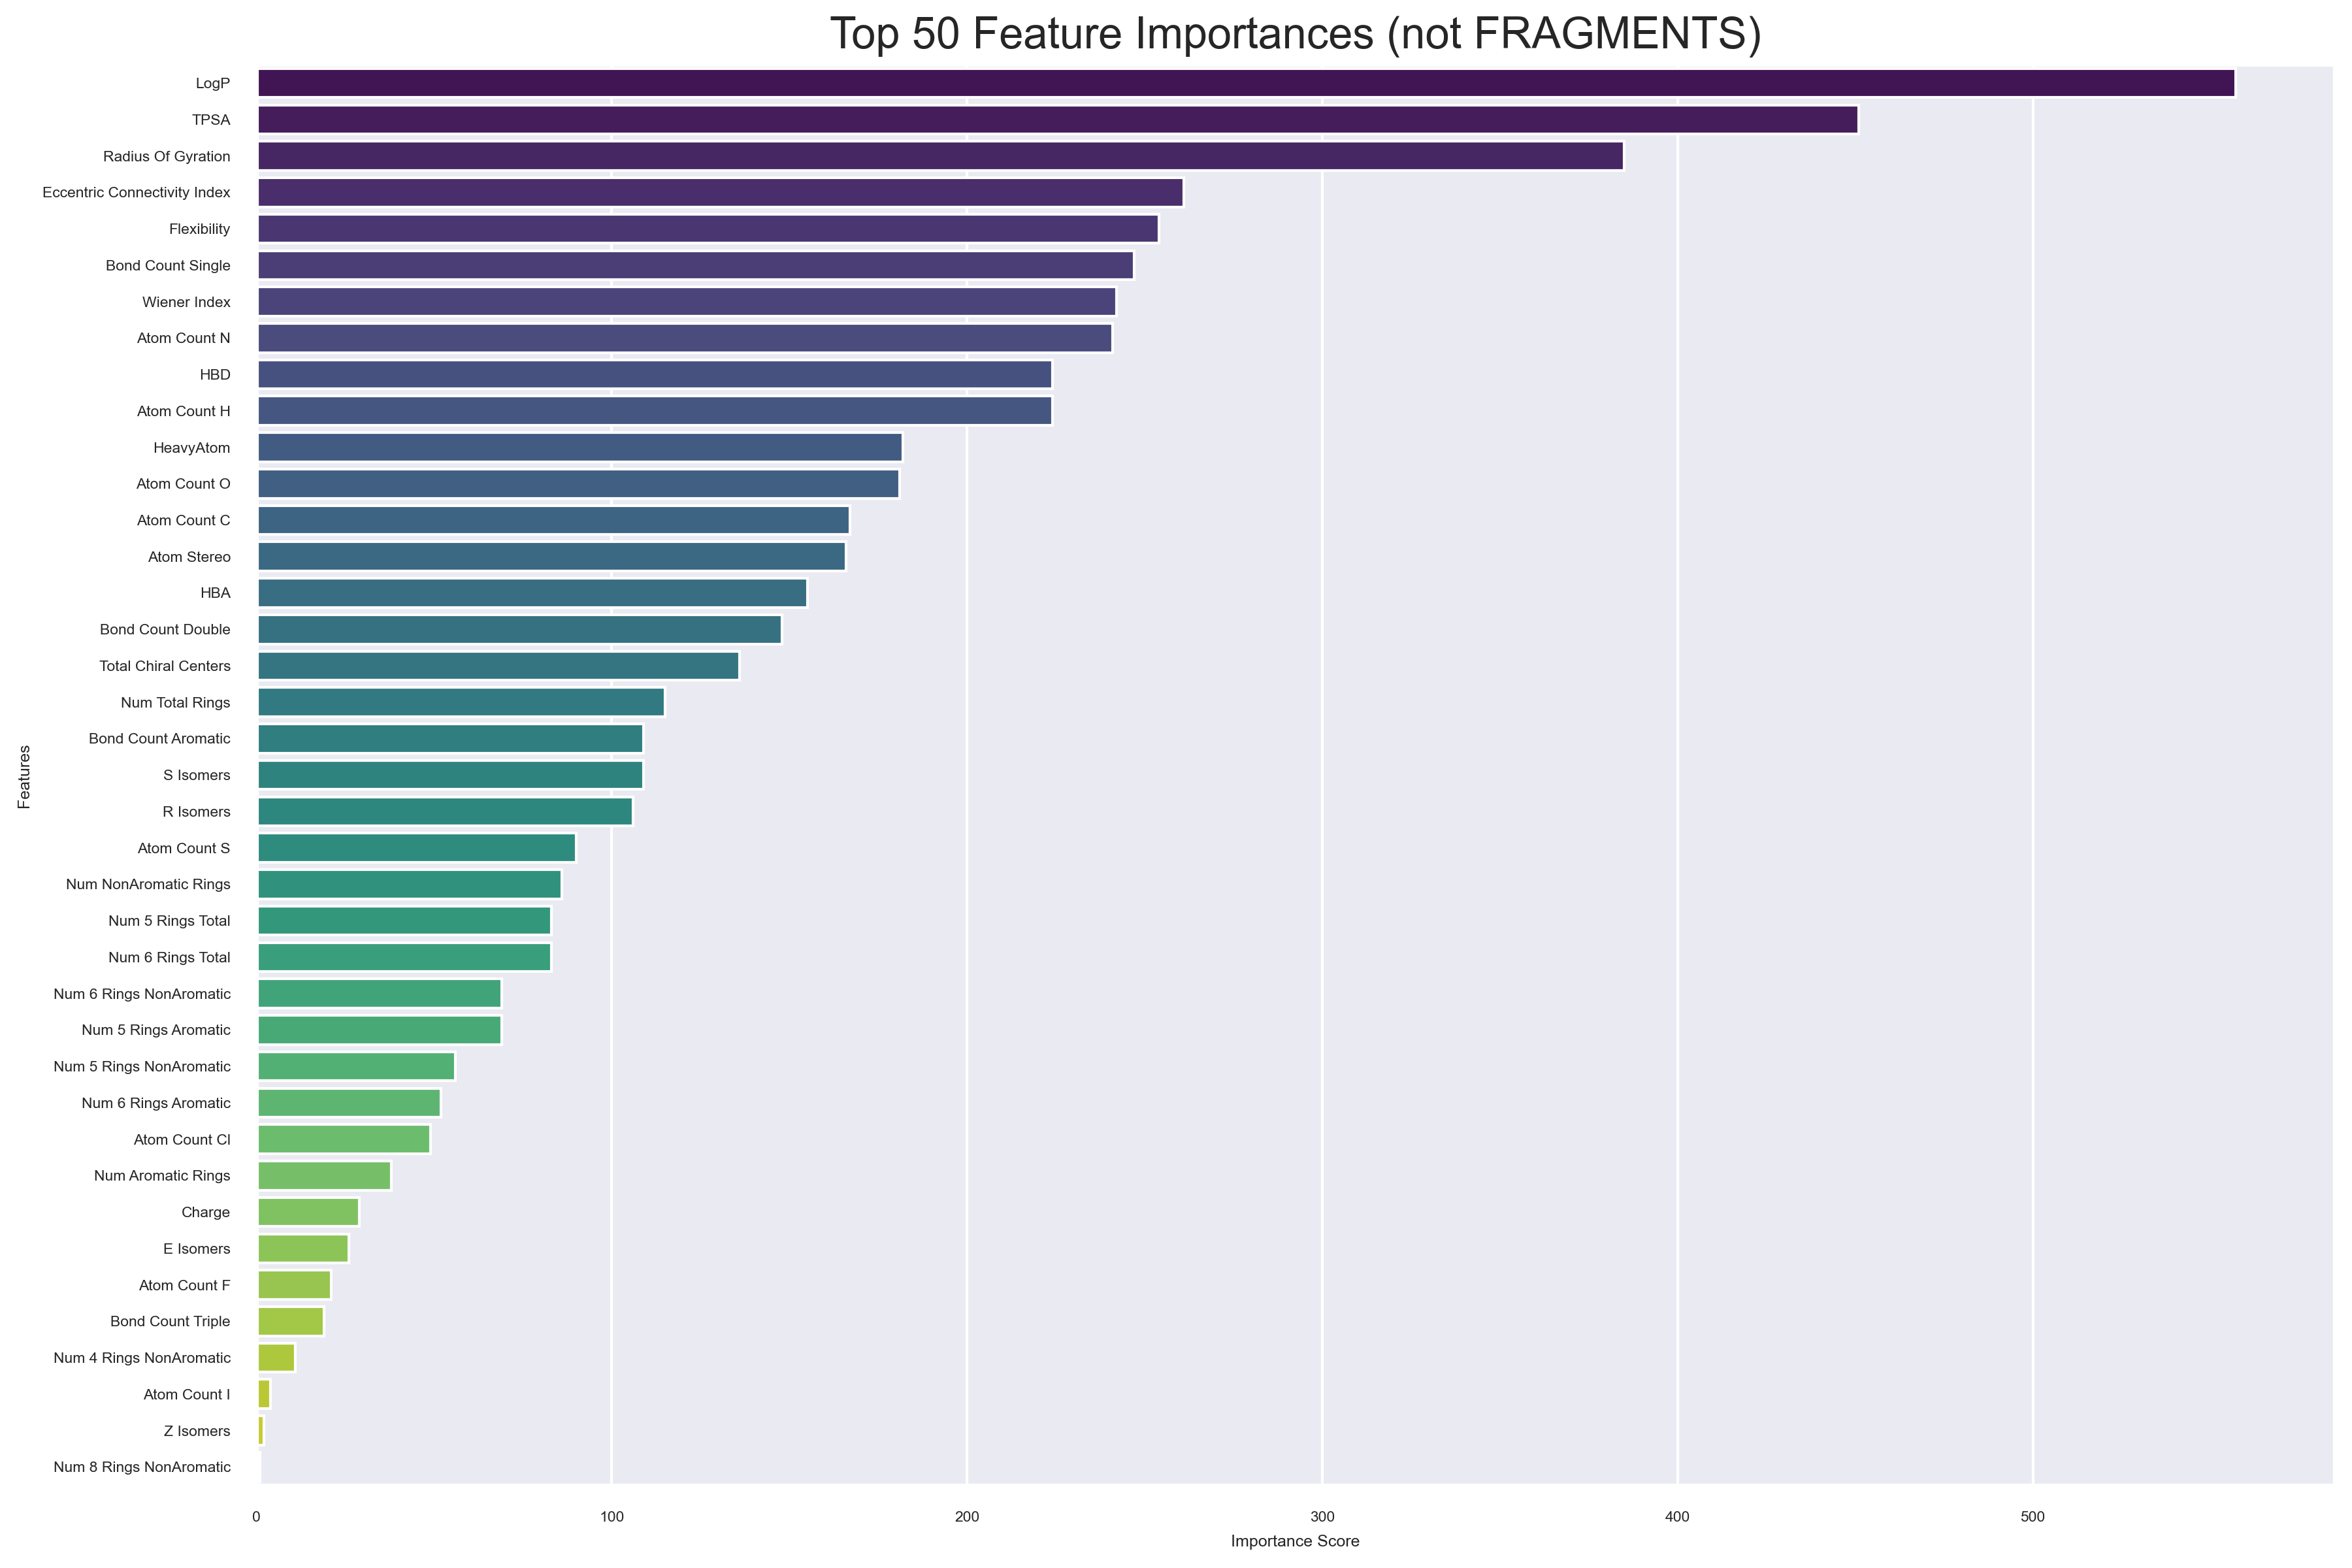 Top 50 Feature Importances (not FRAGMENTS)
LogP
TPSA
Radius Of Gyration
Eccentric Connectivity Index
Flexibility
Bond Count Single
Wiener Index
Atom Count N
HBD
Atom Count H
HeavyAtom
Atom Count O
Atom Count C
Atom Stereo
HBA
Bond Count Double
Total Chiral Centers
Num Total Rings
Bond Count Aromatic
S Isomers
R Isomers
Atom Count S
Num NonAromatic Rings
Num 5 Rings Total
Num 6 Rings Total
Num 6 Rings NonAromatic
Num 5 Rings Aromatic
Num 5 Rings NonAromatic
Num 6 Rings Aromatic
Atom Count Cl
Num Aromatic Rings
Charge
E Isomers
Atom Count F
Bond Count Triple
Num 4 Rings NonAromatic
Atom Count I
Z Isomers
Num 8 Rings NonAromatic
Features
0 100 200 300 400 500
Importance Score